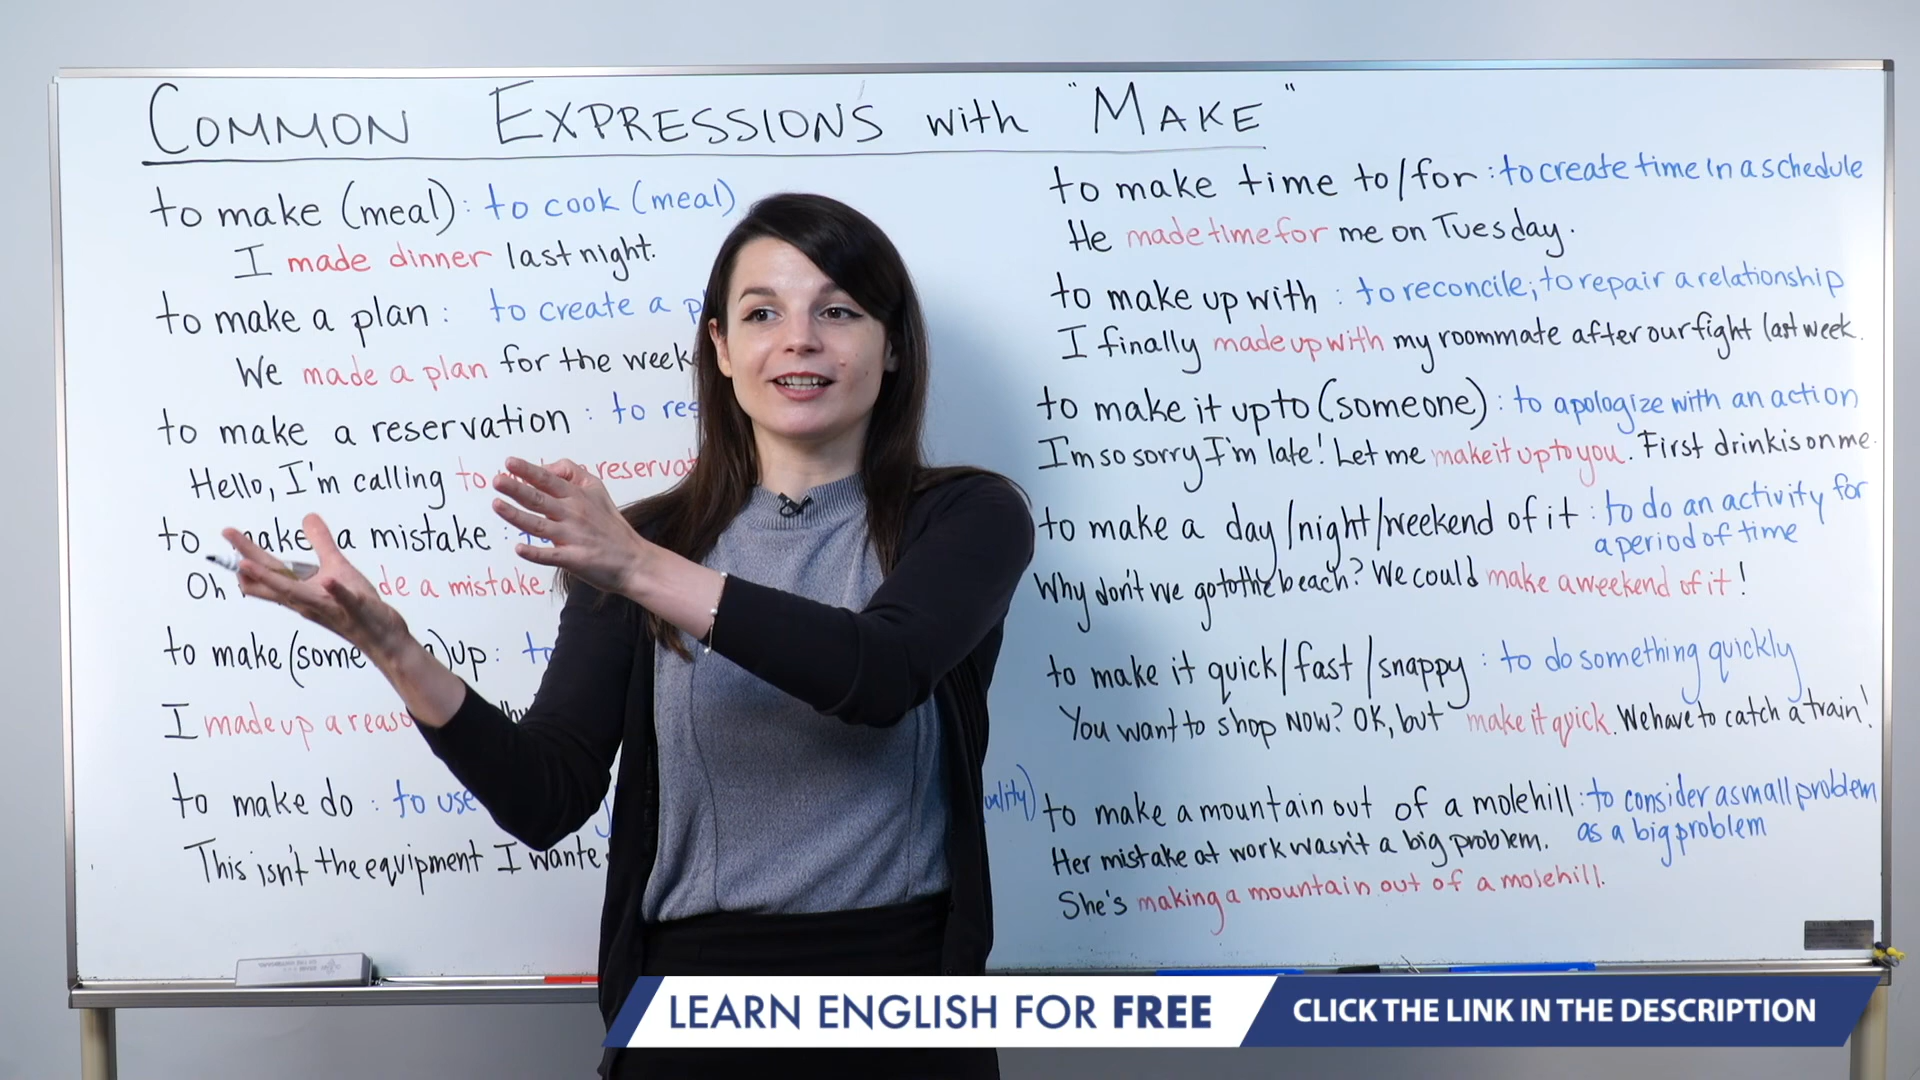 COMMON EXPRESSIONS with "MAKE"
to make (meal): to cook (meal)
I made dinner last night.
to make a plan: to create a
We made a plan for the
to make a reservation:
Hello, I'm calling to
to make a mistake:
Oh a mistake.
to make up:
I made up a
to make do: to use
This isn't the equipment I
to make time to/for: to create time in a schedule
He made time for me on Tuesday.
to make up with: to reconcile; to repair a relationship
I finally made up with my roommate after our fight last week.
to make it up to (someone): to apologize with an action
I'm so sorry I'm late! Let me make it up to you. First drink is on me.
to make a day/night/weekend of it: to do an activity for
a period of time
Why don't we go to the beach? We could make a weekend of it!
to make it quick/fast/snappy: to do something quickly
You want to shop NOW? OK, but make it quick. We have to catch a train!
to make a mountain out of a molehill: to consider a small problem
as a big problem
Her mistake at work wasn't a big problem.
She's making a mountain out of a molehill.
LEARN ENGLISH FOR FREE
CLICK THE LINK IN THE DESCRIPTION